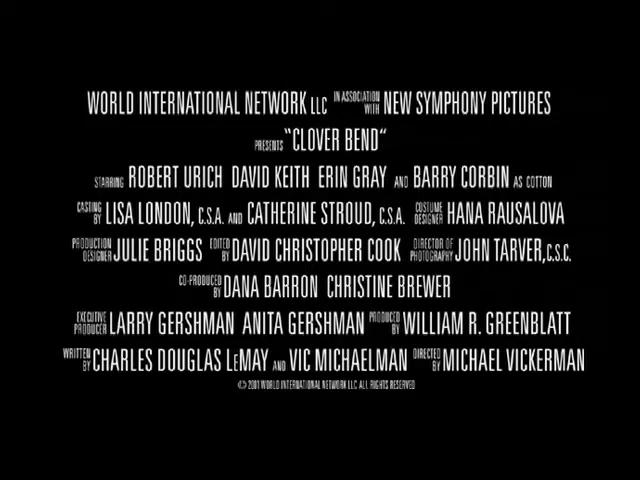 WORLD INTERNATIONAL NETWORK LLC IN ASSOCIATION WITH NEW SYMPHONY PICTURES
PRESENTS "CLOVER BEND"
STARRING ROBERT URICH DAVID KEITH ERIN GRAY AND BARRY CORBIN AS COTTON
CASTING BY LISA LONDON, C.S.A. AND CATHERINE STROUD, C.S.A. COSTUME DESIGNER HANA RAUSALOVA
PRODUCTION DESIGNER JULIE BRIGGS EDITED BY DAVID CHRISTOPHER COOK DIRECTOR OF PHOTOGRAPHY JOHN TARVER, C.S.C.
CO-PRODUCED BY DANA BARRON CHRISTINE BREWER
EXECUTIVE PRODUCER LARRY GERSHMAN ANITA GERSHMAN PRODUCED BY WILLIAM R. GREENBLATT
WRITTEN BY CHARLES DOUGLAS LEMAY AND VIC MICHAELMAN DIRECTED BY MICHAEL VICKERMAN
© 2001 WORLD INTERNATIONAL NETWORK LLC ALL RIGHTS RESERVED